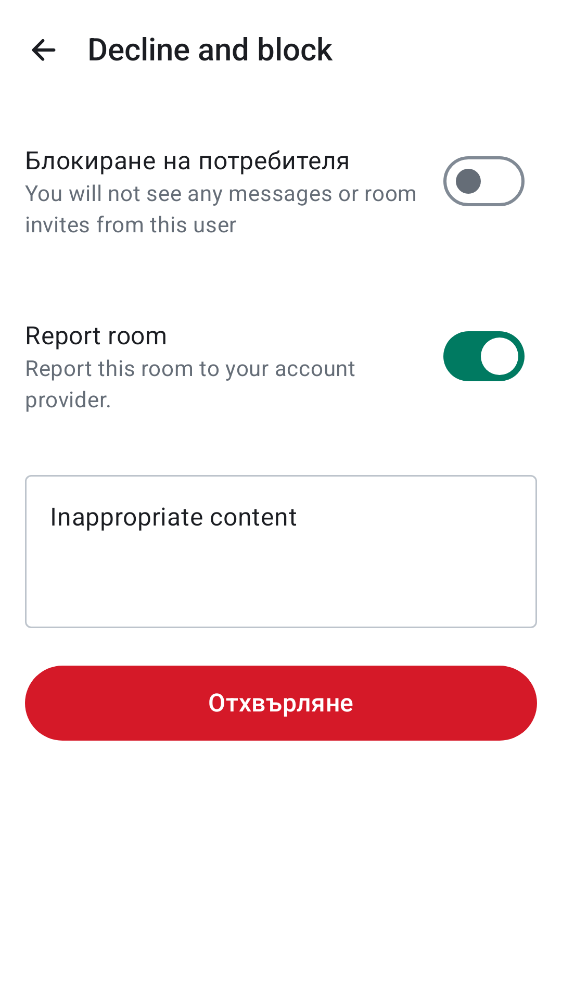 Decline and block
Блокиране на потребителя
You will not see any messages or room
invites from this user
Report room
Report this room to your account
provider.
Inappropriate content
Отхвърляне